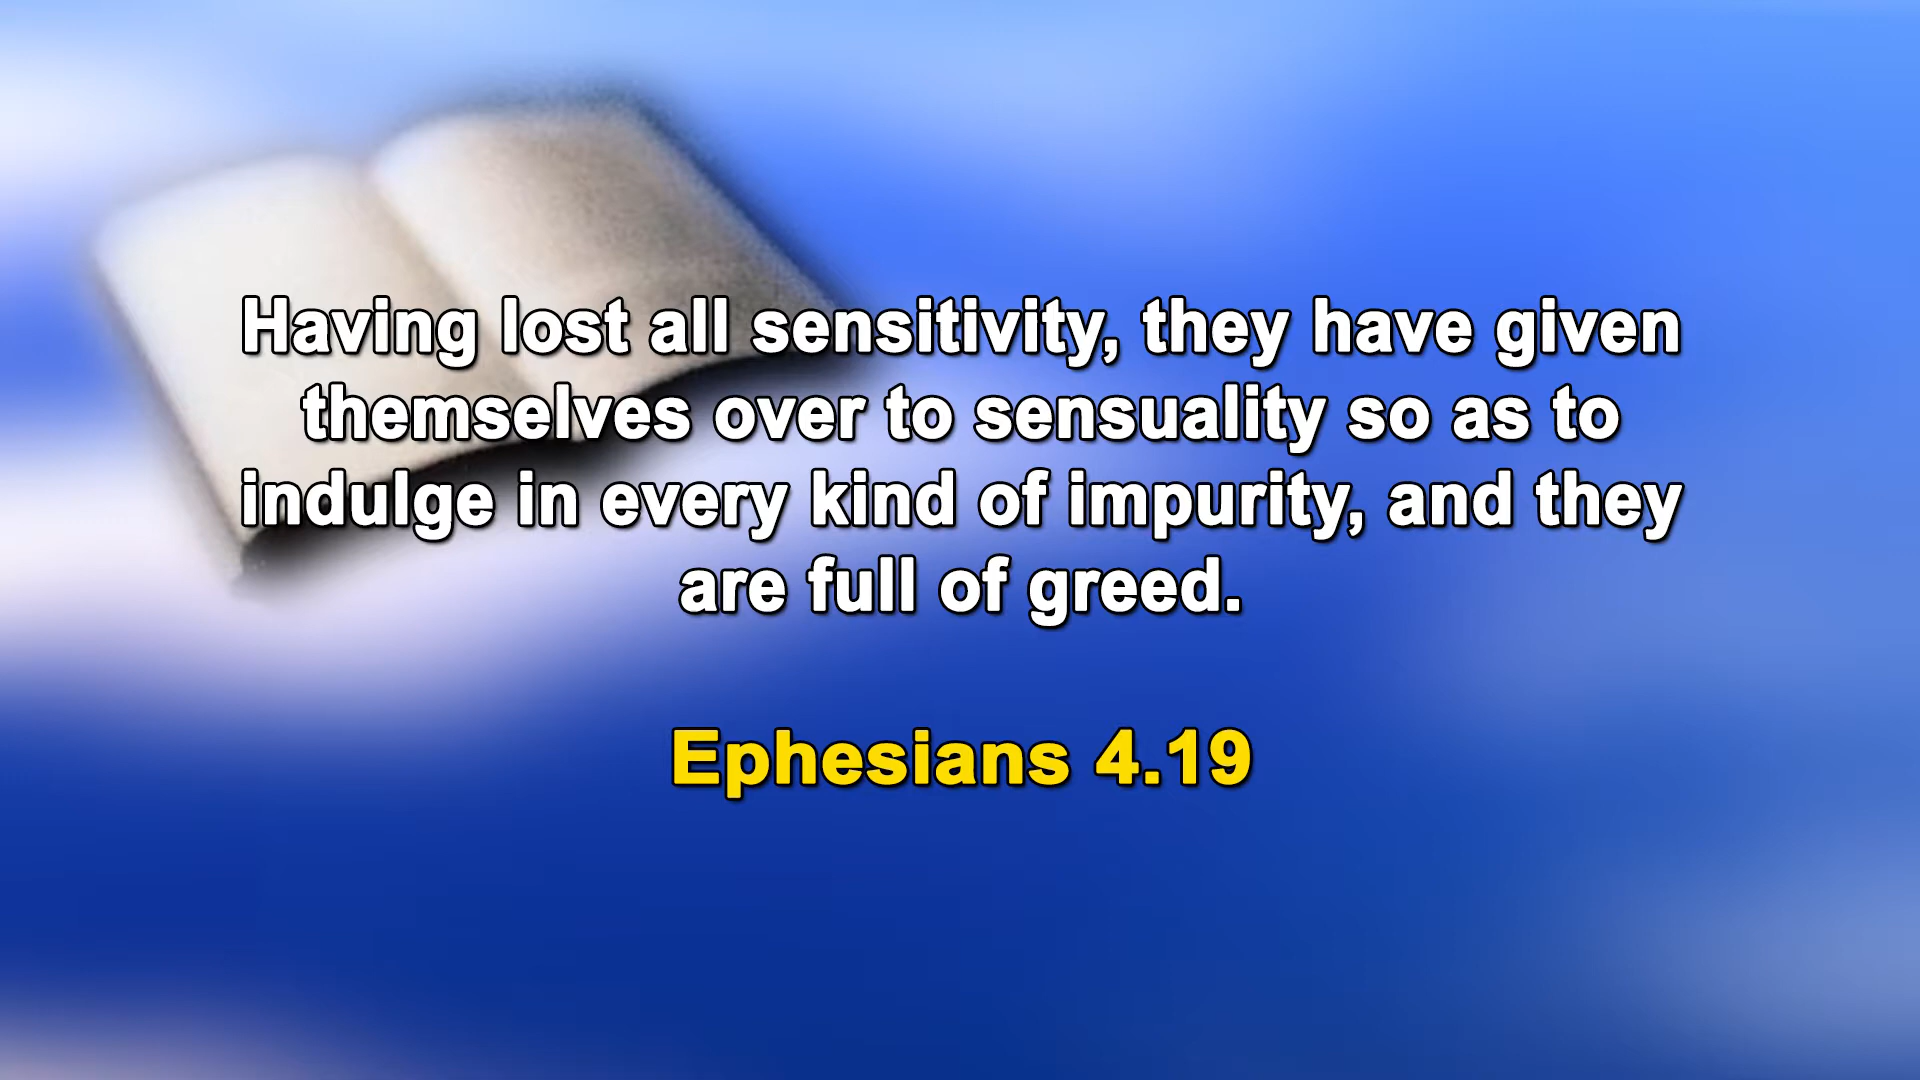 Having lost all sensitivity, they have given
themselves over to sensuality so as to
indulge in every kind of impurity, and they
are full of greed.
Ephesians 4.19